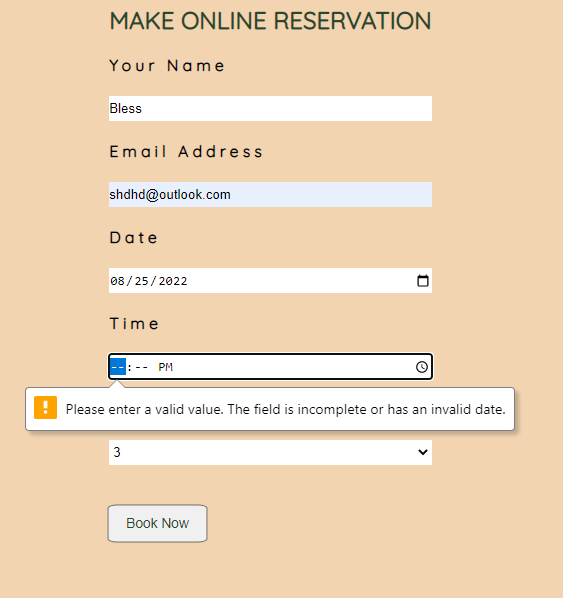 MAKE ONLINE RESERVATION
Your Name
Bless
Email Address
shdhd@outlook.com
Date
08/25/2022
Time
--:-- PM
Please enter a valid value. The field is incomplete or has an invalid date.
3
Book Now